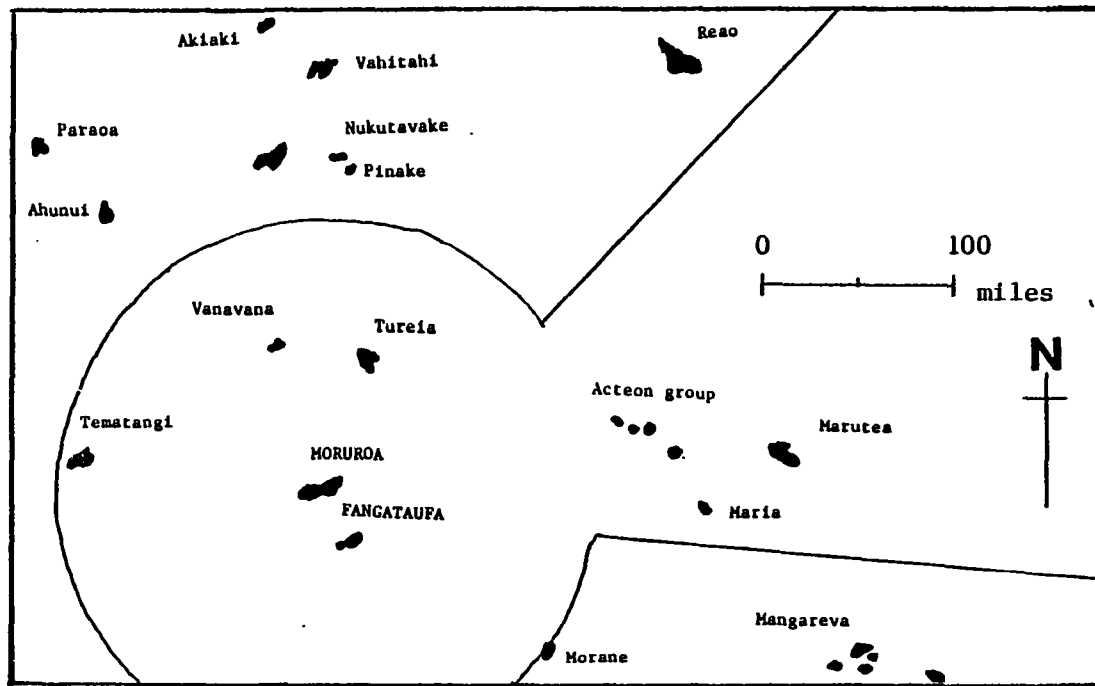 Akiaki
Vahitahi
Reao
Paraoa
Nukutavake
Pinake
Ahunui
0 100
miles
Vanavana
Tureia
N
Acteon group
Tematangi
Marutea
MORUROA
FANGATAUFA
Maria
Mangareva
Morane